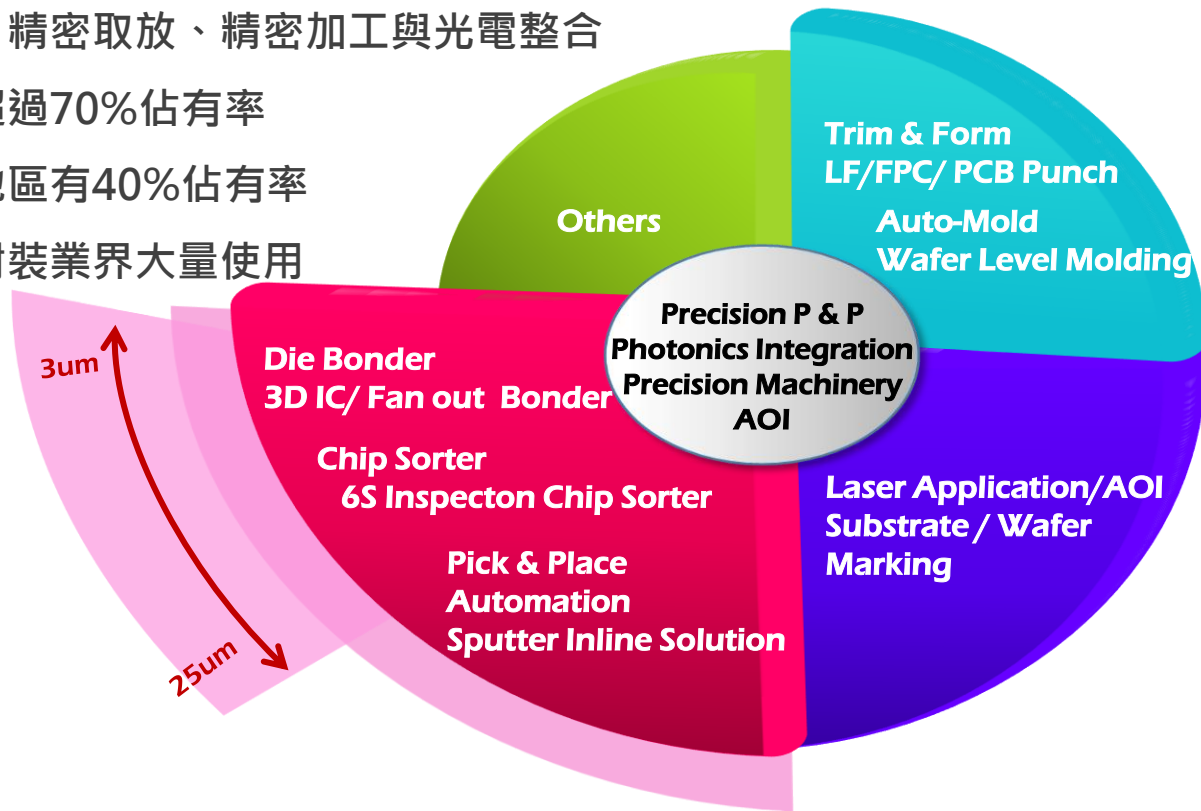 精密取放、精密加工與光電整合
超過70%佔有率
地區有40%佔有率
封裝業界大量使用
Others
Trim & Form
LF/FPC/ PCB Punch
Auto-Mold
Wafer Level Molding
Precision P & P
Photonics Integration
Precision Machinery
AOI
3um
25um
Die Bonder
3D IC/ Fan out Bonder
Chip Sorter
6S Inspecton Chip Sorter
Pick & Place
Automation
Sputter Inline Solution
Laser Application/AOI
Substrate / Wafer
Marking